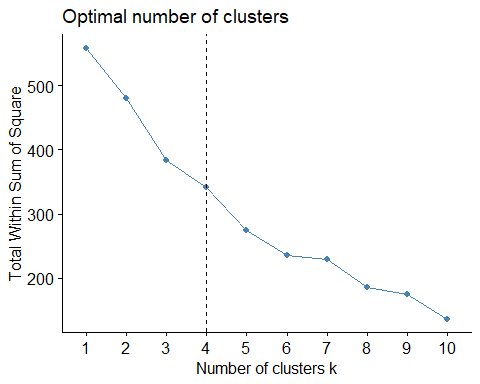 Optimal number of clusters
Total Within Sum of Square
500
400
300
200
1 2 3 4 5 6 7 8 9 10
Number of clusters k